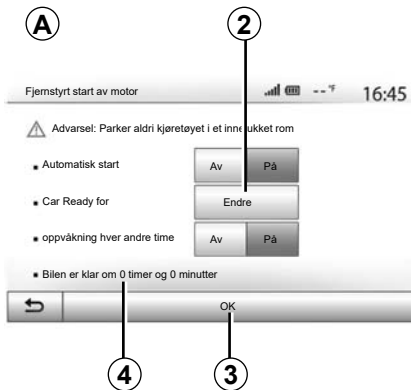 A
2
Fjernstyrt start av motor
-- °F
16:45
Advarsel: Parker aldri kjøretøyet i et innelukket rom
Automatisk start
Av
På
Car Ready for
Endre
oppvåkning hver andre time
Av
På
Bilen er klar om 0 timer og 0 minutter
OK
4
3